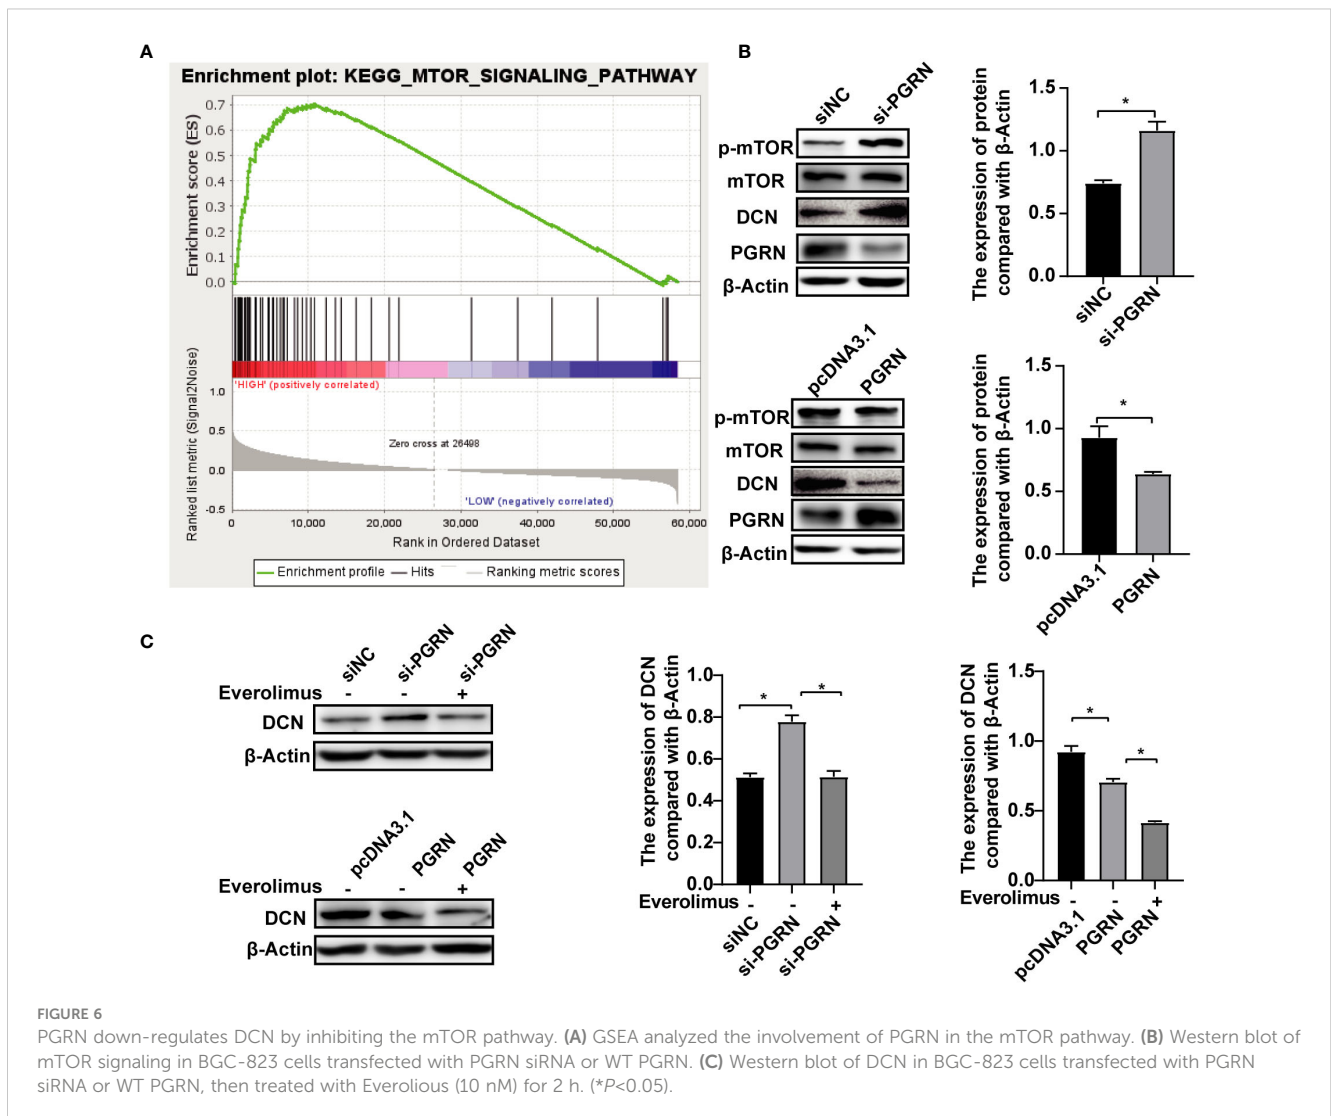 A
Enrichment plot: KEGG_MTOR_SIGNALING_PATHWAY
Enrichment score (ES)
0.7
0.6
0.5
0.4
0.3
0.2
0.1
0.0
'HIGH' (positively correlated)
Ranked list metric (Signal2Noise)
1.0
0.5
0.0
-0.5
Zero cross at 26498
'LOW' (negatively correlated)
0 10,000 20,000 30,000 40,000 50,000 60,000
Rank in Ordered Dataset
Enrichment profile Hits Ranking metric scores
B
siNC si-PGRN
p-mTOR
mTOR
DCN
PGRN
β-Actin
The expression of protein
compared with β-Actin
1.5
1.0
0.5
0.0
*
siNC si-PGRN
pcDNA3.1 PGRN
p-mTOR
mTOR
DCN
PGRN
β-Actin
The expression of protein
compared with β-Actin
1.5
1.0
0.5
0.0
*
pcDNA3.1 PGRN
C
siNC si-PGRN si-PGRN
Everolimus - - +
DCN
β-Actin
pcDNA3.1 PGRN PGRN
Everolimus - - +
DCN
β-Actin
The expression of DCN
compared with β-Actin
1.0
0.8
0.6
0.4
0.2
0.0
* *
Everolimus - - +
siNC si-PGRN si-PGRN
The expression of DCN
compared with β-Actin
1.5
1.0
0.5
0.0
* *
Everolimus - - +
pcDNA3.1 PGRN PGRN
FIGURE 6
PGRN down-regulates DCN by inhibiting the mTOR pathway. (A) GSEA analyzed the involvement of PGRN in the mTOR pathway. (B) Western blot of
mTOR signaling in BGC-823 cells transfected with PGRN siRNA or WT PGRN. (C) Western blot of DCN in BGC-823 cells transfected with PGRN
siRNA or WT PGRN, then treated with Everolious (10 nM) for 2 h. (*P<0.05).